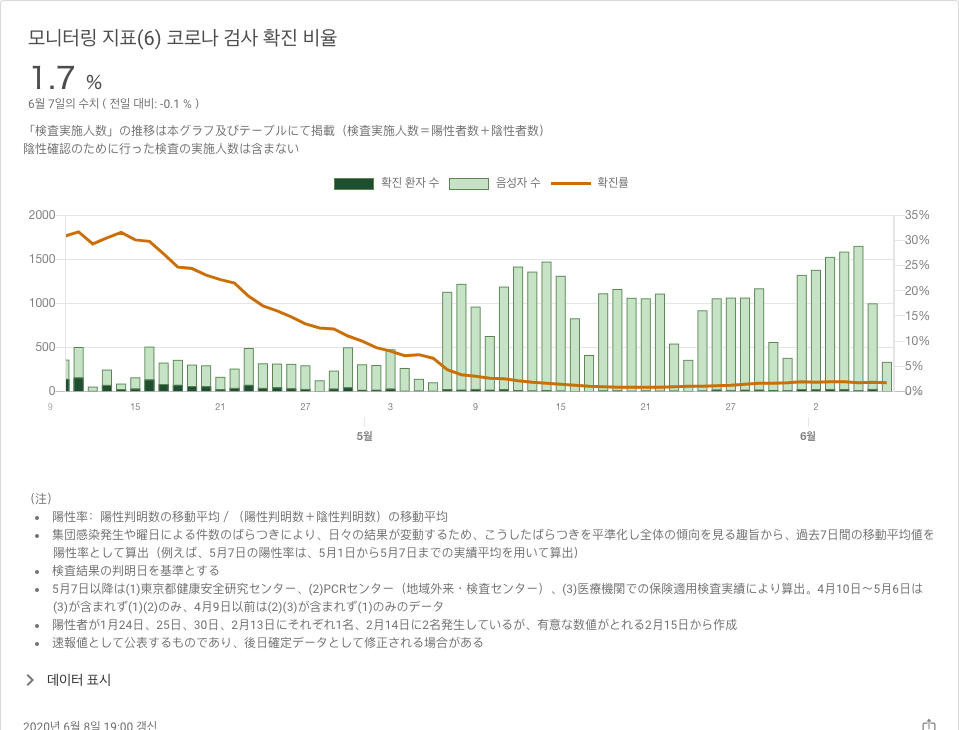 모니터링 지표(6) 코로나 검사 확진 비율
1.7 %
6월 7일의 수치 ( 전일 대비: -0.1 % )
「検査実施人数」の推移は本グラフ及びテーブルにて掲載（検査実施人数＝陽性者数＋陰性者数）
陰性確認のために行った検査の実施人数は含まない
확진 환자 수 음성자 수 확진률
2000 35%
30%
1500 25%
1000 20%
15%
500 10%
5%
0 0%
9 15 21 27 3 9 15 21 27 2
5월 6월
（注）
• 陽性率：陽性判明数の移動平均 / （陽性判明数＋陰性判明数）の移動平均
• 集団感染発生や曜日による件数のばらつきにより、日々の結果が変動するため、こうしたばらつきを平準化し全体の傾向を見る趣旨から、過去7日間の移動平均値を
陽性率として算出（例えば、5月7日の陽性率は、5月1日から5月7日までの実績平均を用いて算出）
• 検査結果の判明日を基準とする
• 5月7日以降は(1)東京都健康安全研究センター、(2)PCRセンター（地域外来・検査センター）、(3)医療機関での保険適用検査実績により算出。4月10日～5月6日は
(3)が含まれず(1)(2)のみ、4月9日以前は(2)(3)が含まれず(1)のみのデータ
• 陽性者が1月24日、25日、30日、2月13日にそれぞれ1名、2月14日に2名発生しているが、有意な数値がとれる2月15日から作成
• 速報値として公表するものであり、後日確定データとして修正される場合がある
데이터 표시
2020년 6월 8일 19:00 갱신